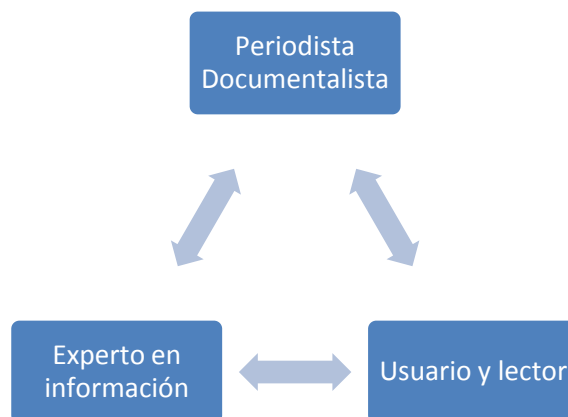 Periodista
Documentalista
Experto en
información
Usuario y lector